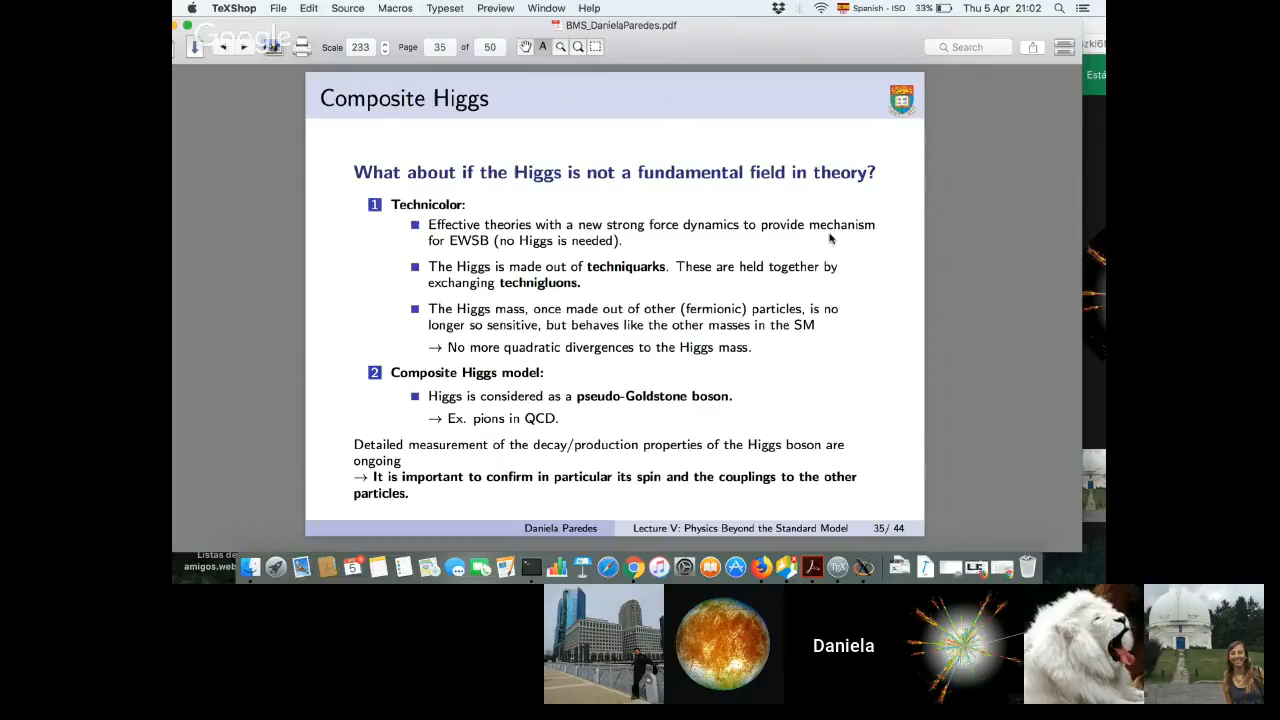 TeXShop File Edit Source Macros Typeset Preview Window Help Spanish - ISO 33% Thu 5 Apr 21:02
BMS_DanielaParedes.pdf
Google
Scale 233 Page 35 of 50 A Search
Está
Composite Higgs
What about if the Higgs is not a fundamental field in theory?
1 Technicolor:
Effective theories with a new strong force dynamics to provide mechanism
for EWSB (no Higgs is needed).
The Higgs is made out of techniquarks. These are held together by
exchanging technigluons.
The Higgs mass, once made out of other (fermionic) particles, is no
longer so sensitive, but behaves like the other masses in the SM
→ No more quadratic divergences to the Higgs mass.
2 Composite Higgs model:
Higgs is considered as a pseudo-Goldstone boson.
→ Ex. pions in QCD.
Detailed measurement of the decay/production properties of the Higgs boson are
ongoing
→ It is important to confirm in particular its spin and the couplings to the other
particles.
Daniela Paredes Lecture V: Physics Beyond the Standard Model 35/ 44
Listas de
amigos.web
Daniela